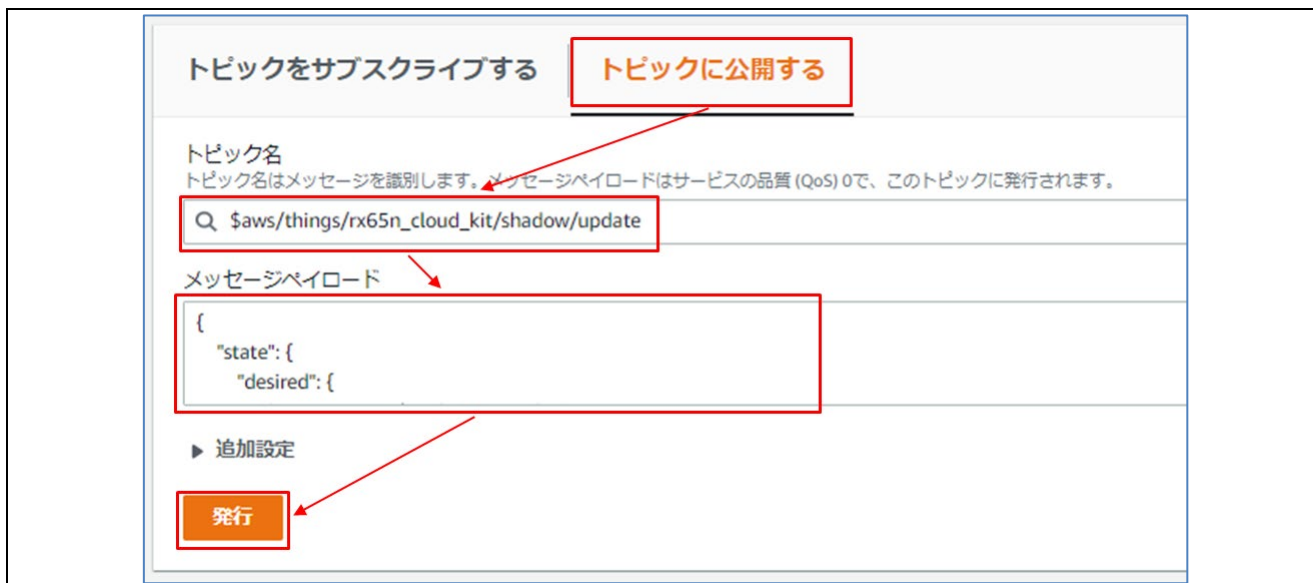 トピックをサブスクライブする
トピックに公開する
トピック名
トピック名はメッセージを識別します。メッセージペイロードはサービスの品質 (QoS) 0で、このトピックに発行されます。
$aws/things/rx65n_cloud_kit/shadow/update
メッセージペイロード
{
"state": {
"desired": {
▶ 追加設定
発行